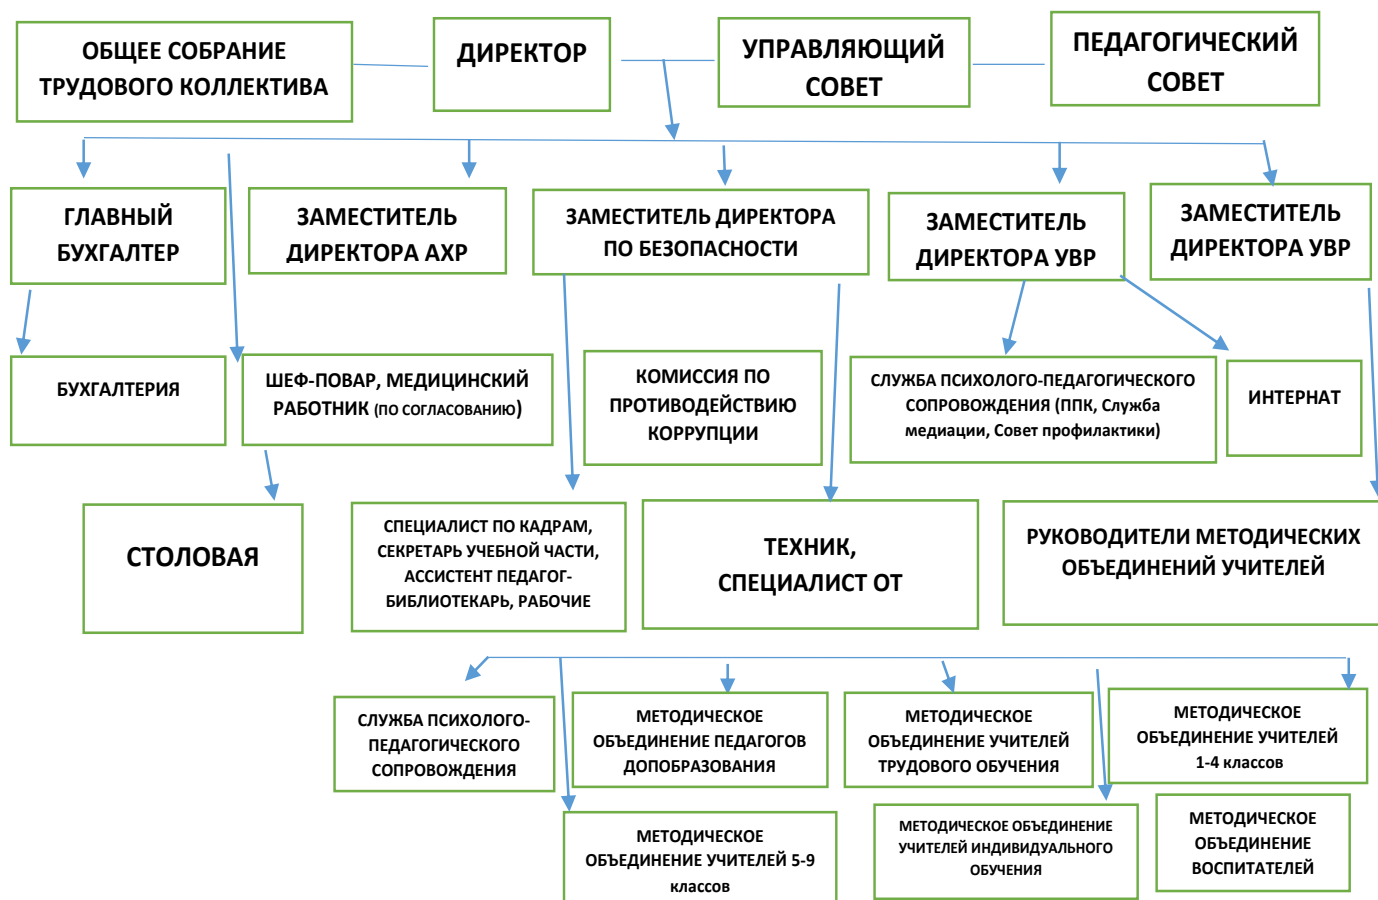 ОБЩЕЕ СОБРАНИЕ
ТРУДОВОГО КОЛЛЕКТИВА
ДИРЕКТОР
УПРАВЛЯЮЩИЙ
СОВЕТ
ПЕДАГОГИЧЕСКИЙ
СОВЕТ
ГЛАВНЫЙ
БУХГАЛТЕР
ЗАМЕСТИТЕЛЬ
ДИРЕКТОРА АХР
ЗАМЕСТИТЕЛЬ ДИРЕКТОРА
ПО БЕЗОПАСНОСТИ
ЗАМЕСТИТЕЛЬ
ДИРЕКТОРА УВР
ЗАМЕСТИТЕЛЬ
ДИРЕКТОРА УВР
БУХГАЛТЕРИЯ
ШЕФ-ПОВАР, МЕДИЦИНСКИЙ
РАБОТНИК (ПО СОГЛАСОВАНИЮ)
КОМИССИЯ ПО
ПРОТИВОДЕЙСТВИЮ
КОРРУПЦИИ
СЛУЖБА ПСИХОЛОГО-ПЕДАГОГИЧЕСКОГО
СОПРОВОЖДЕНИЯ (ППК, Служба
медиации, Совет профилактики)
ИНТЕРНАТ
СТОЛОВАЯ
СПЕЦИАЛИСТ ПО КАДРАМ,
СЕКРЕТАРЬ УЧЕБНОЙ ЧАСТИ,
АССИСТЕНТ ПЕДАГОГ-
БИБЛИОТЕКАРЬ, РАБОЧИЕ
ТЕХНИК,
СПЕЦИАЛИСТ ОТ
РУКОВОДИТЕЛИ МЕТОДИЧЕСКИХ
ОБЪЕДИНЕНИЙ УЧИТЕЛЕЙ
СЛУЖБА ПСИХОЛОГО-
ПЕДАГОГИЧЕСКОГО
СОПРОВОЖДЕНИЯ
МЕТОДИЧЕСКОЕ
ОБЪЕДИНЕНИЕ ПЕДАГОГОВ
ДОПОБРАЗОВАНИЯ
МЕТОДИЧЕСКОЕ
ОБЪЕДИНЕНИЕ УЧИТЕЛЕЙ
ТРУДОВОГО ОБУЧЕНИЯ
МЕТОДИЧЕСКОЕ
ОБЪЕДИНЕНИЕ УЧИТЕЛЕЙ
1-4 классов
МЕТОДИЧЕСКОЕ
ОБЪЕДИНЕНИЕ УЧИТЕЛЕЙ 5-9
классов
МЕТОДИЧЕСКОЕ ОБЪЕДИНЕНИЕ
УЧИТЕЛЕЙ ИНДИВИДУАЛЬНОГО
ОБУЧЕНИЯ
МЕТОДИЧЕСКОЕ
ОБЪЕДИНЕНИЕ
ВОСПИТАТЕЛЕЙ